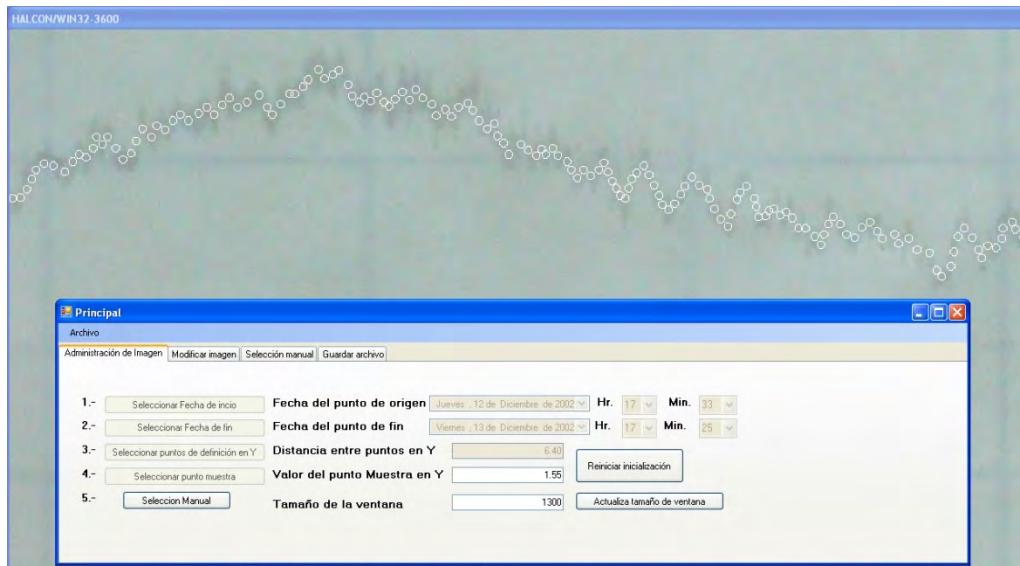 HALCON/WIN32-3600
Principal
Archivo
Administración de Imagen Modificar imagen Selección manual Guardar archivo
1.- Seleccionar Fecha de incio Fecha del punto de origen Jueves , 12 de Diciembre de 2002 Hr. 17 Min. 33
2.- Seleccionar Fecha de fin Fecha del punto de fin Viernes , 13 de Diciembre de 2002 Hr. 17 Min. 25
3.- Seleccionar puntos de definición en Y Distancia entre puntos en Y 6.40
Reiniciar inicialización
4.- Seleccionar punto muestra Valor del punto Muestra en Y 1.55
5.- Seleccion Manual Tamaño de la ventana 1300 Actualiza tamaño de ventana